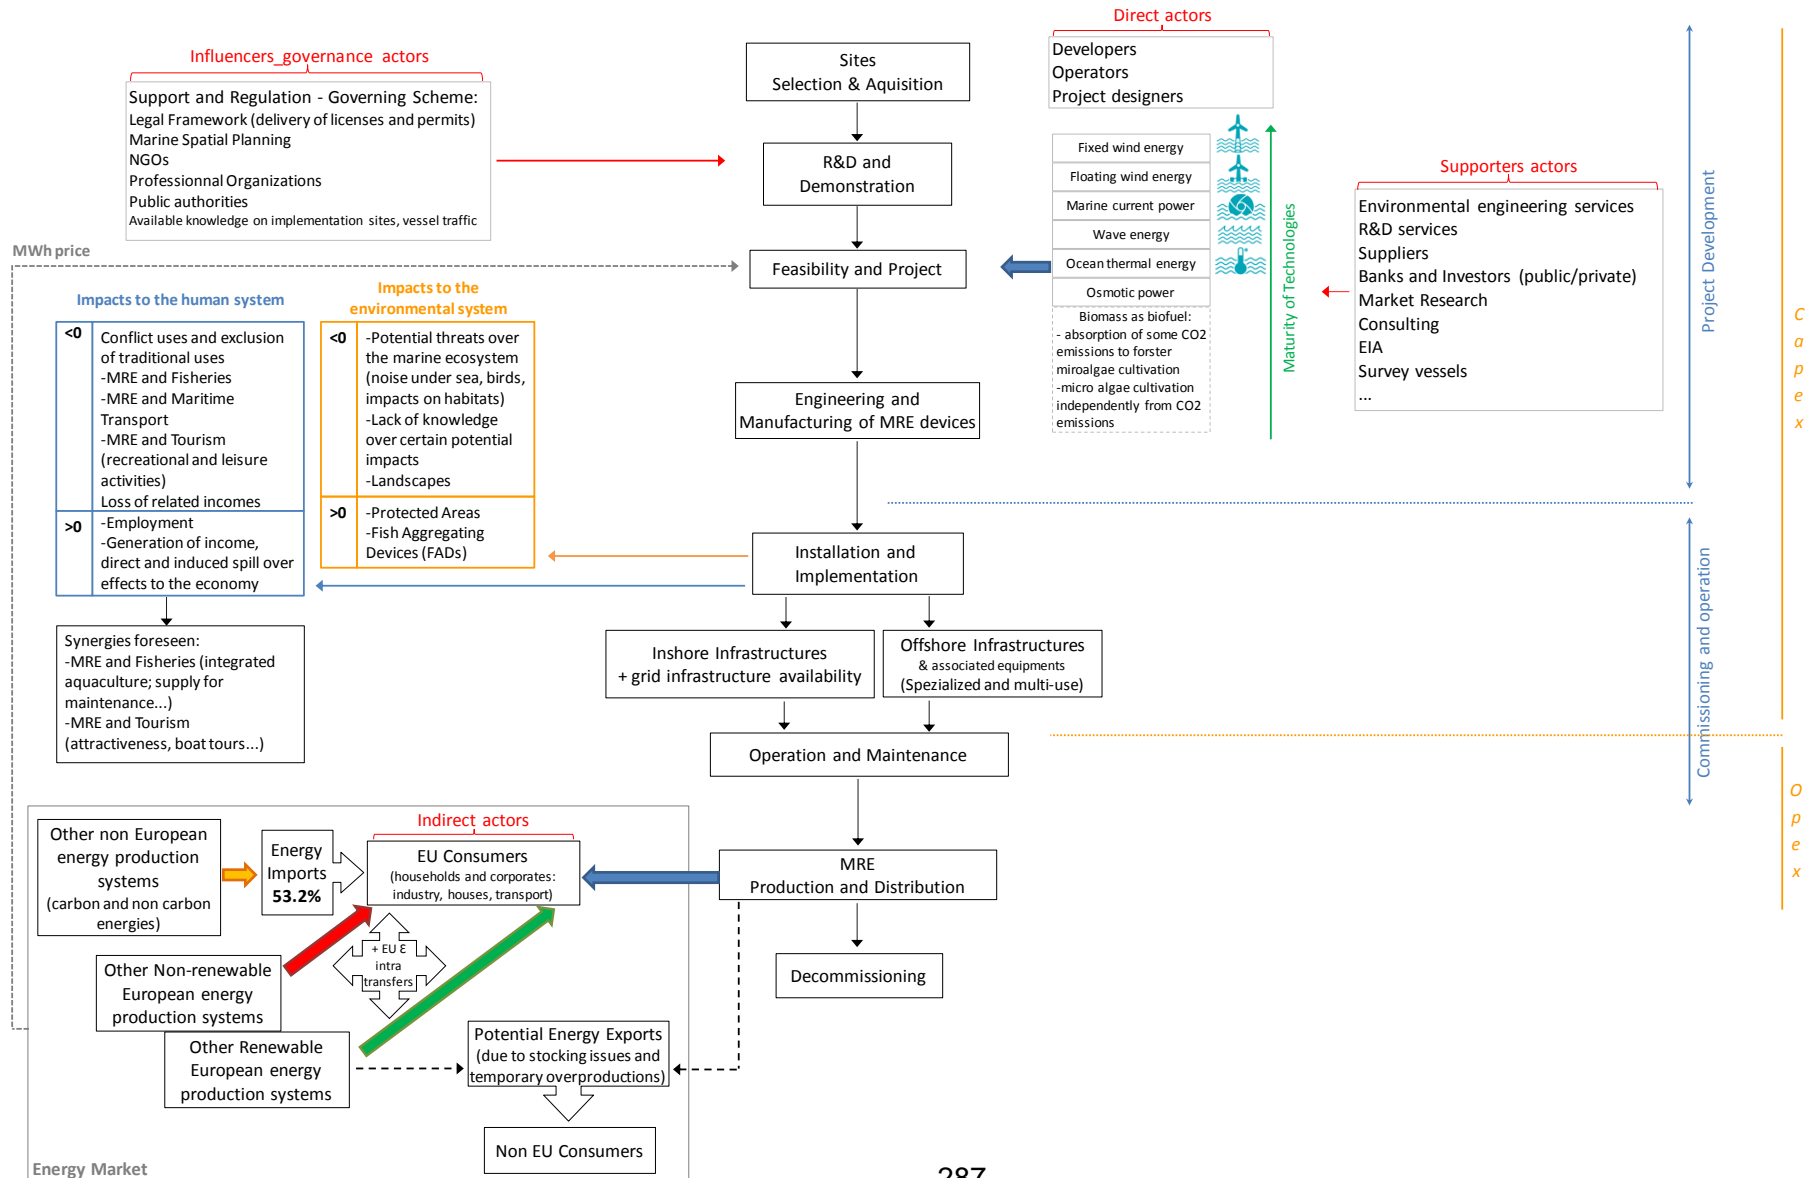 Direct actors
Developers
Operators
Project designers
Influencers_governance actors
Support and Regulation - Governing Scheme:
Legal Framework (delivery of licenses and permits)
Marine Spatial Planning
NGOs
Professionnal Organizations
Public authorities
Available knowledge on implementation sites, vessel traffic
Sites
Selection & Aquisition
R&D and
Demonstration
Feasibility and Project
Engineering and
Manufacturing of MRE devices
Installation and
Implementation
Inshore Infrastructures
+ grid infrastructure availability
Offshore Infrastructures
& associated equipments
(Spezialized and multi-use)
Operation and Maintenance
MRE
Production and Distribution
Decommissioning
Fixed wind energy
Floating wind energy
Marine current power
Wave energy
Ocean thermal energy
Osmotic power
Biomass as biofuel:
- absorption of some CO2
emissions to forster
miroalgae cultivation
-micro algae cultivation
independently from CO2
emissions
Maturity of Technologies
Supporters actors
Environmental engineering services
R&D services
Suppliers
Banks and Investors (public/private)
Market Research
Consulting
EIA
Survey vessels
...
Project Development
Commissioning and operation
Capex
Opex
MWh price
Impacts to the human system
<0
Conflict uses and exclusion
of traditional uses
-MRE and Fisheries
-MRE and Maritime
Transport
-MRE and Tourism
(recreational and leisure
activities)
Loss of related incomes
>0
-Employment
-Generation of income,
direct and induced spill over
effects to the economy
Impacts to the
environmental system
<0
-Potential threats over
the marine ecosystem
(noise under sea, birds,
impacts on habitats)
-Lack of knowledge
over certain potential
impacts
-Landscapes
>0
-Protected Areas
-Fish Aggregating
Devices (FADs)
Synergies foreseen:
-MRE and Fisheries (integrated
aquaculture; supply for
maintenance...)
-MRE and Tourism
(attractiveness, boat tours...)
Other non European
energy production
systems
(carbon and non carbon
energies)
Energy
Imports
53.2%
Indirect actors
EU Consumers
(households and corporates:
industry, houses, transport)
+ EU Ɛ
intra
transfers
Other Non-renewable
European energy
production systems
Other Renewable
European energy
production systems
Potential Energy Exports
(due to stocking issues and
temporary overproductions)
Non EU Consumers
Energy Market
287